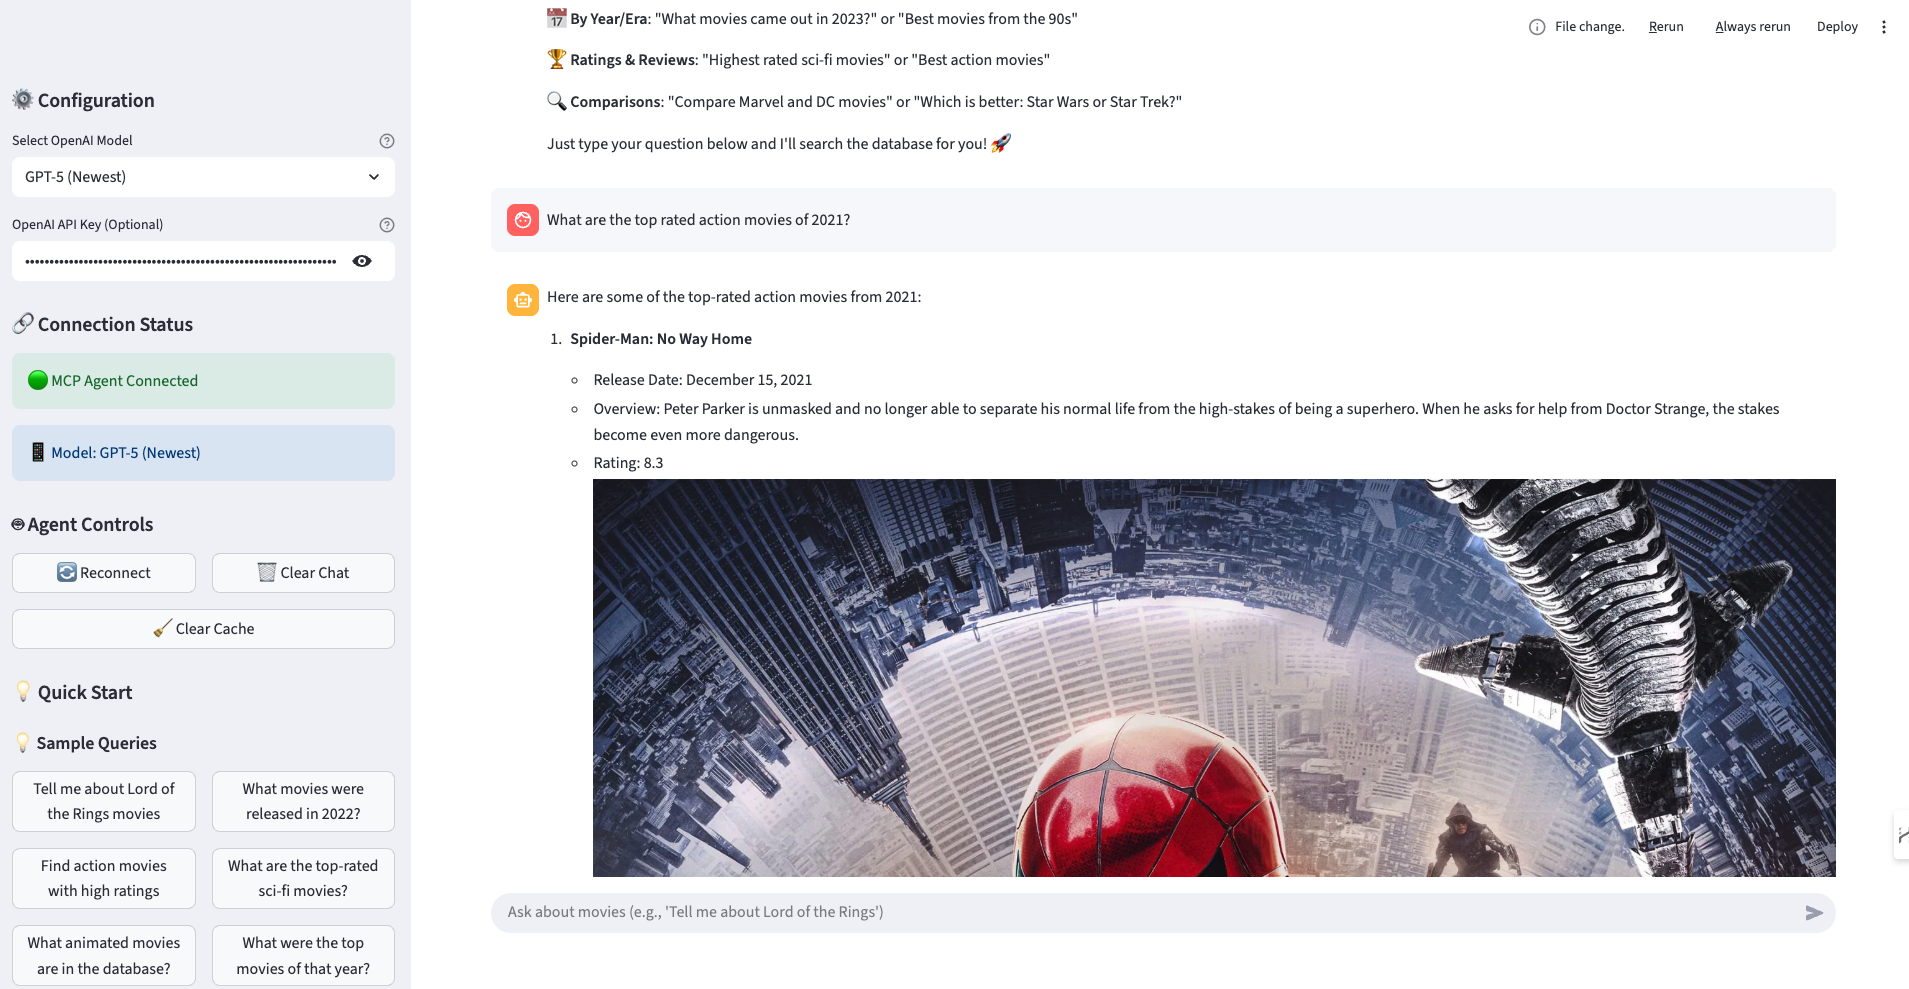 Configuration
Select OpenAI Model
GPT-5 (Newest)
OpenAI API Key (Optional)
••••••••••••••••••••••••••••••••••••••••••••••••••••••••••••••••
Connection Status
MCP Agent Connected
Model: GPT-5 (Newest)
Agent Controls
Reconnect
Clear Chat
Clear Cache
Quick Start
Sample Queries
Tell me about Lord of
the Rings movies
What movies were
released in 2022?
Find action movies
with high ratings
What are the top-rated
sci-fi movies?
What animated movies
are in the database?
What were the top
movies of that year?
File change.
Rerun
Always rerun
Deploy
📅 By Year/Era: "What movies came out in 2023?" or "Best movies from the 90s"
🏆 Ratings & Reviews: "Highest rated sci-fi movies" or "Best action movies"
🔍 Comparisons: "Compare Marvel and DC movies" or "Which is better: Star Wars or Star Trek?"
Just type your question below and I'll search the database for you! 🚀
What are the top rated action movies of 2021?
Here are some of the top-rated action movies from 2021:
1. Spider-Man: No Way Home
Release Date: December 15, 2021
Overview: Peter Parker is unmasked and no longer able to separate his normal life from the high-stakes of being a superhero. When he asks for help from Doctor Strange, the stakes
become even more dangerous.
Rating: 8.3
Ask about movies (e.g., 'Tell me about Lord of the Rings')